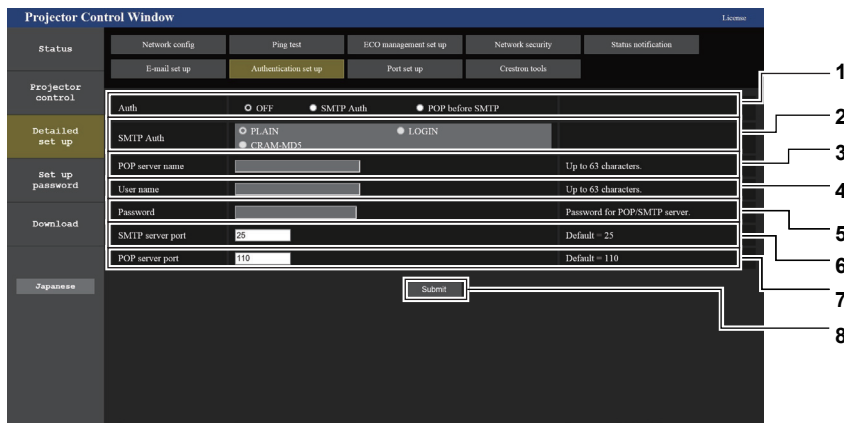 Projector Control Window
License
Status
Network config
Ping test
ECO management set up
Network security
Status notification
E-mail set up
Authentication set up
Port set up
Crestron tools
Projector
control
Detailed
set up
Set up
password
Download
Japanese
Auth
OFF
SMTP Auth
POP before SMTP
1
SMTP Auth
PLAIN
LOGIN
CRAM-MD5
2
POP server name
Up to 63 characters.
3
User name
Up to 63 characters.
4
Password
Password for POP/SMTP server.
5
SMTP server port
25
Default = 25
6
POP server port
110
Default = 110
7
Submit
8